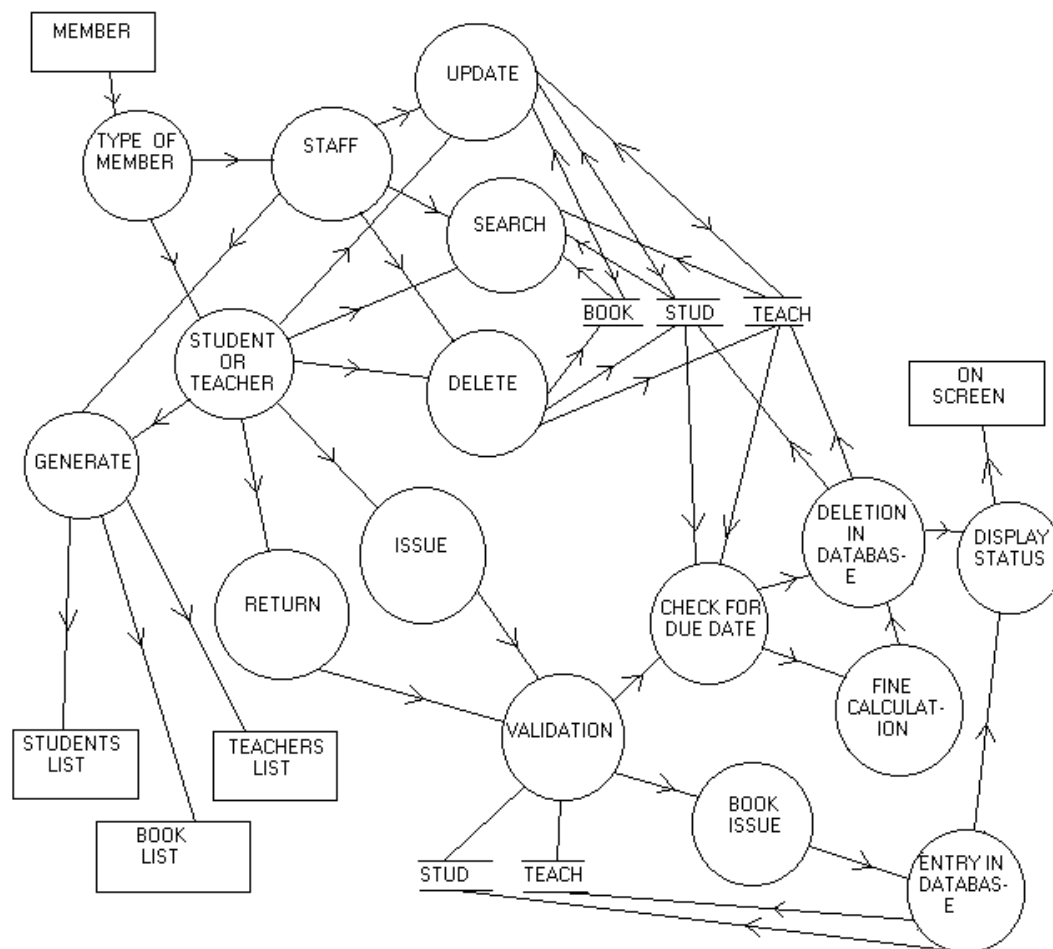 MEMBER
UPDATE
TYPE OF
MEMBER
STAFF
SEARCH
BOOK
STUD
TEACH
STUDENT
OR
TEACHER
DELETE
ON
SCREEN
GENERATE
ISSUE
DELETION
IN
DATABAS-
E
DISPLAY
STATUS
RETURN
CHECK FOR
DUE DATE
FINE
CALCULAT-
ION
STUDENTS
LIST
TEACHERS
LIST
VALIDATION
BOOK
LIST
BOOK
ISSUE
STUD
TEACH
ENTRY IN
DATABAS-
E